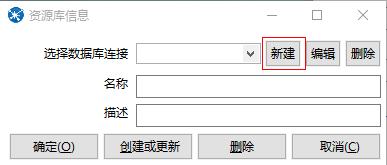 资源库信息
选择数据库连接 新建 编辑 删除
名称
描述
确定(O) 创建或更新 删除 取消(C)